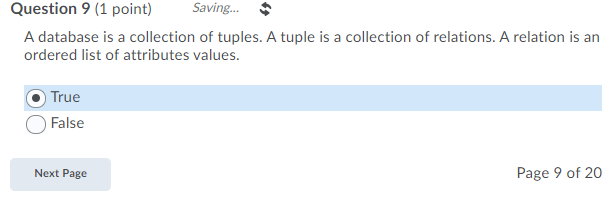 Question 9 (1 point) Saving...
A database is a collection of tuples. A tuple is a collection of relations. A relation is an
ordered list of attributes values.
True
False
Next Page Page 9 of 20